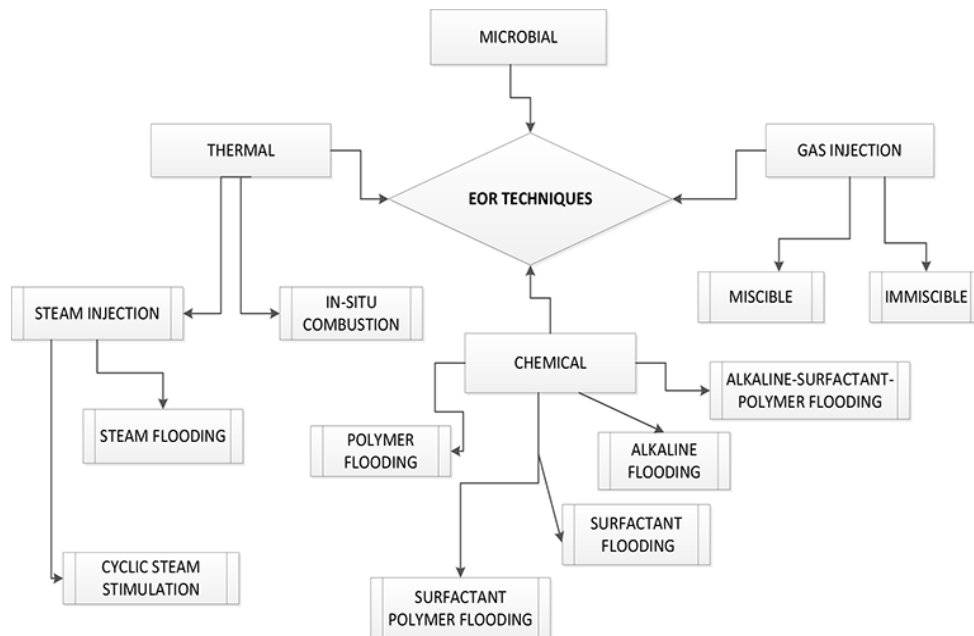 MICROBIAL
THERMAL
GAS INJECTION
EOR TECHNIQUES
STEAM INJECTION
IN-SITU
COMBUSTION
MISCIBLE
IMMISCIBLE
CHEMICAL
ALKALINE-SURFACTANT-
POLYMER FLOODING
STEAM FLOODING
POLYMER
FLOODING
ALKALINE
FLOODING
SURFACTANT
FLOODING
CYCLIC STEAM
STIMULATION
SURFACTANT
POLYMER FLOODING